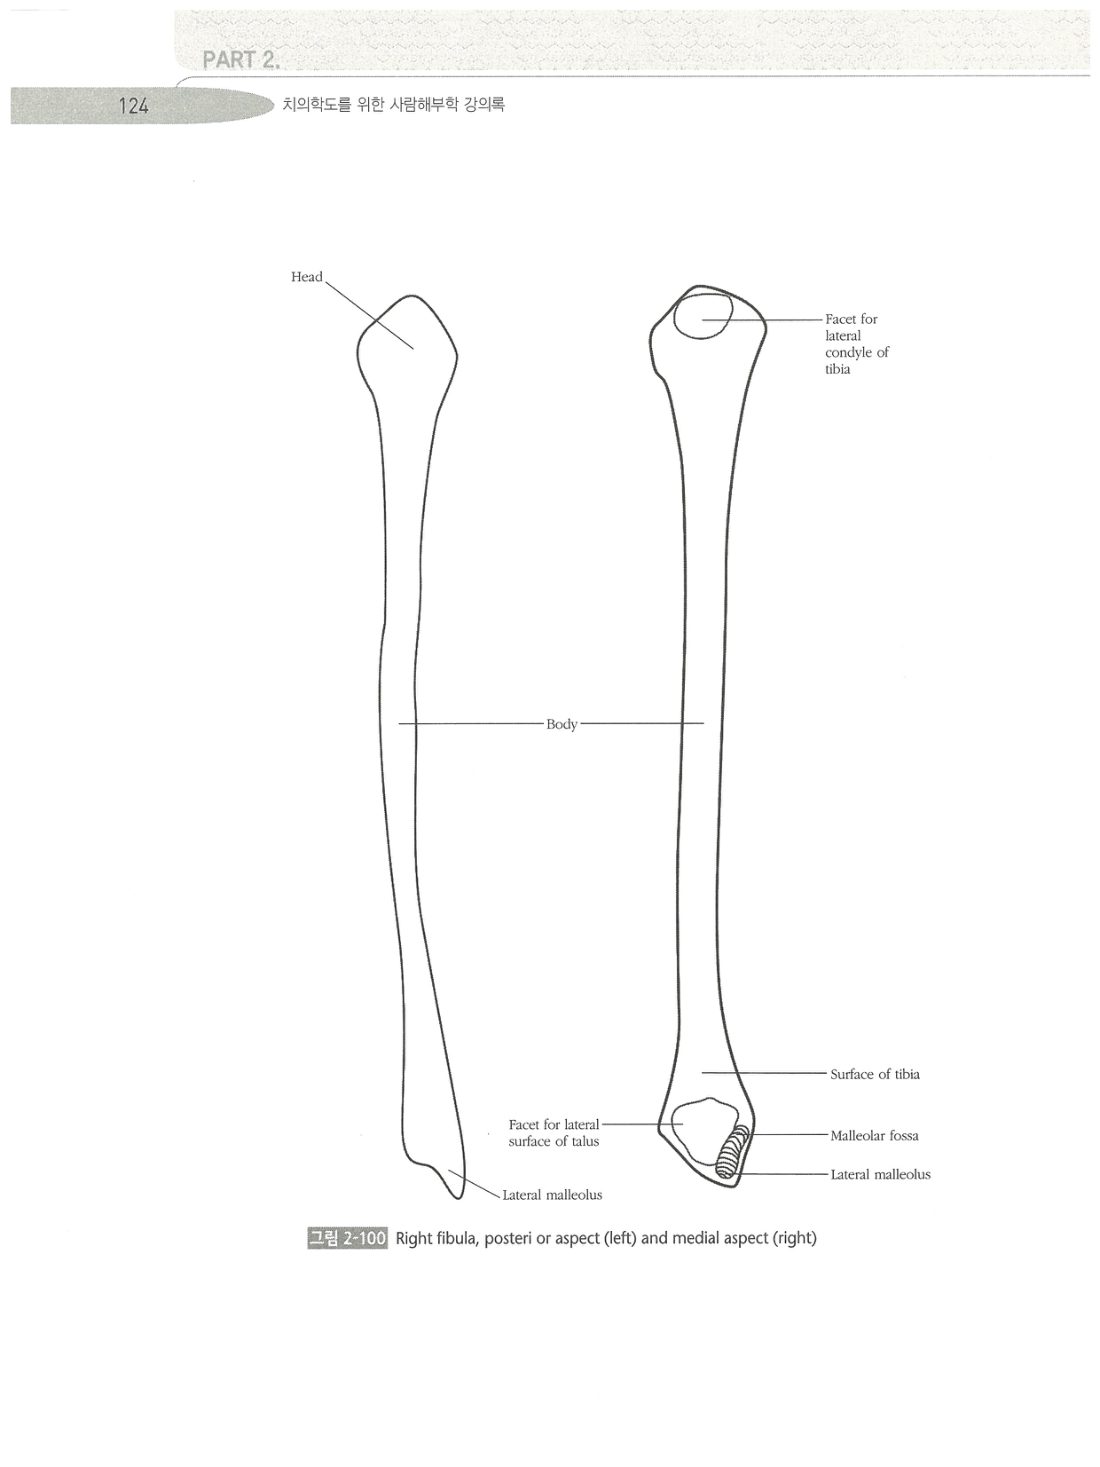 PART 2.
124
치의학도를 위한 사람해부학 강의록
Head
Facet for
lateral
condyle of
tibia
Body
Surface of tibia
Facet for lateral
surface of talus
Malleolar fossa
Lateral malleolus
Lateral malleolus
그림 2-100 Right fibula, posteri or aspect (left) and medial aspect (right)